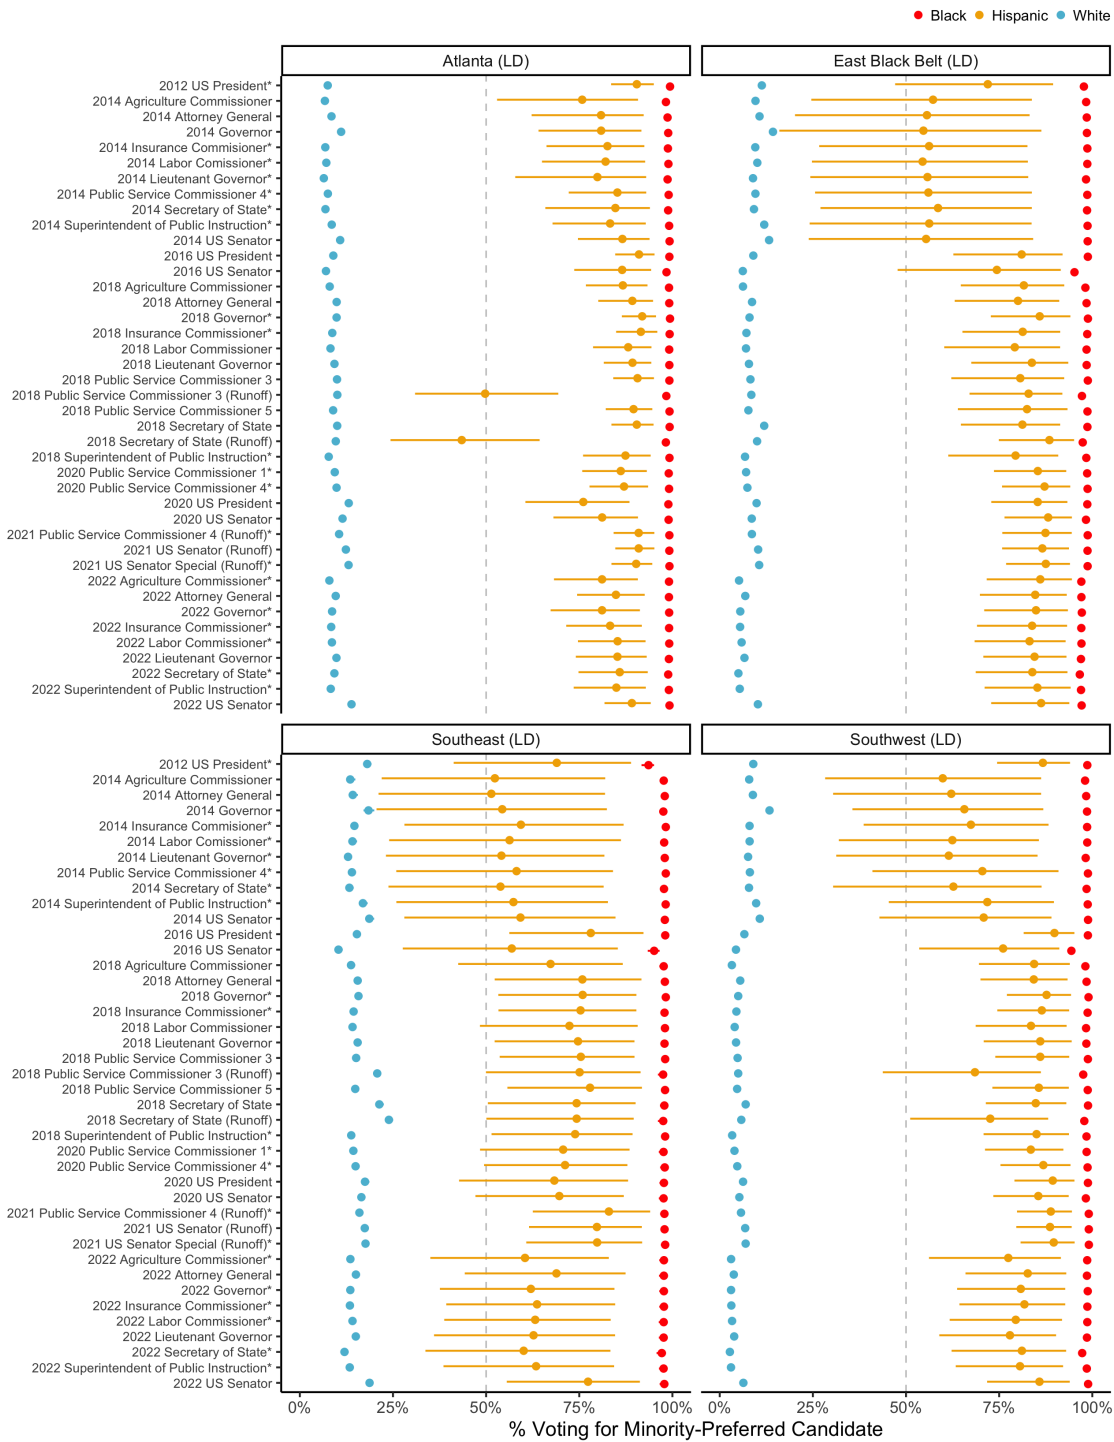 Black Hispanic White
Atlanta (LD) East Black Belt (LD)
2012 US President*
2014 Agriculture Commissioner
2014 Attorney General
2014 Governor
2014 Insurance Commisioner*
2014 Labor Comissioner*
2014 Lieutenant Governor*
2014 Public Service Commissioner 4*
2014 Secretary of State*
2014 Superintendent of Public Instruction*
2014 US Senator
2016 US President
2016 US Senator
2018 Agriculture Commissioner
2018 Attorney General
2018 Governor*
2018 Insurance Commissioner*
2018 Labor Commissioner
2018 Lieutenant Governor
2018 Public Service Commissioner 3
2018 Public Service Commissioner 3 (Runoff)
2018 Public Service Commissioner 5
2018 Secretary of State
2018 Secretary of State (Runoff)
2018 Superintendent of Public Instruction*
2020 Public Service Commissioner 1*
2020 Public Service Commissioner 4*
2020 US President
2020 US Senator
2021 Public Service Commissioner 4 (Runoff)*
2021 US Senator (Runoff)
2021 US Senator Special (Runoff)*
2022 Agriculture Commissioner*
2022 Attorney General
2022 Governor*
2022 Insurance Commissioner*
2022 Labor Commissioner*
2022 Lieutenant Governor
2022 Secretary of State*
2022 Superintendent of Public Instruction*
2022 US Senator
Southeast (LD) Southwest (LD)
2012 US President*
2014 Agriculture Commissioner
2014 Attorney General
2014 Governor
2014 Insurance Commisioner*
2014 Labor Comissioner*
2014 Lieutenant Governor*
2014 Public Service Commissioner 4*
2014 Secretary of State*
2014 Superintendent of Public Instruction*
2014 US Senator
2016 US President
2016 US Senator
2018 Agriculture Commissioner
2018 Attorney General
2018 Governor*
2018 Insurance Commissioner*
2018 Labor Commissioner
2018 Lieutenant Governor
2018 Public Service Commissioner 3
2018 Public Service Commissioner 3 (Runoff)
2018 Public Service Commissioner 5
2018 Secretary of State
2018 Secretary of State (Runoff)
2018 Superintendent of Public Instruction*
2020 Public Service Commissioner 1*
2020 Public Service Commissioner 4*
2020 US President
2020 US Senator
2021 Public Service Commissioner 4 (Runoff)*
2021 US Senator (Runoff)
2021 US Senator Special (Runoff)*
2022 Agriculture Commissioner*
2022 Attorney General
2022 Governor*
2022 Insurance Commissioner*
2022 Labor Commissioner*
2022 Lieutenant Governor
2022 Secretary of State*
2022 Superintendent of Public Instruction*
2022 US Senator
0% 25% 50% 75% 100% 0% 25% 50% 75% 100%
% Voting for Minority-Preferred Candidate